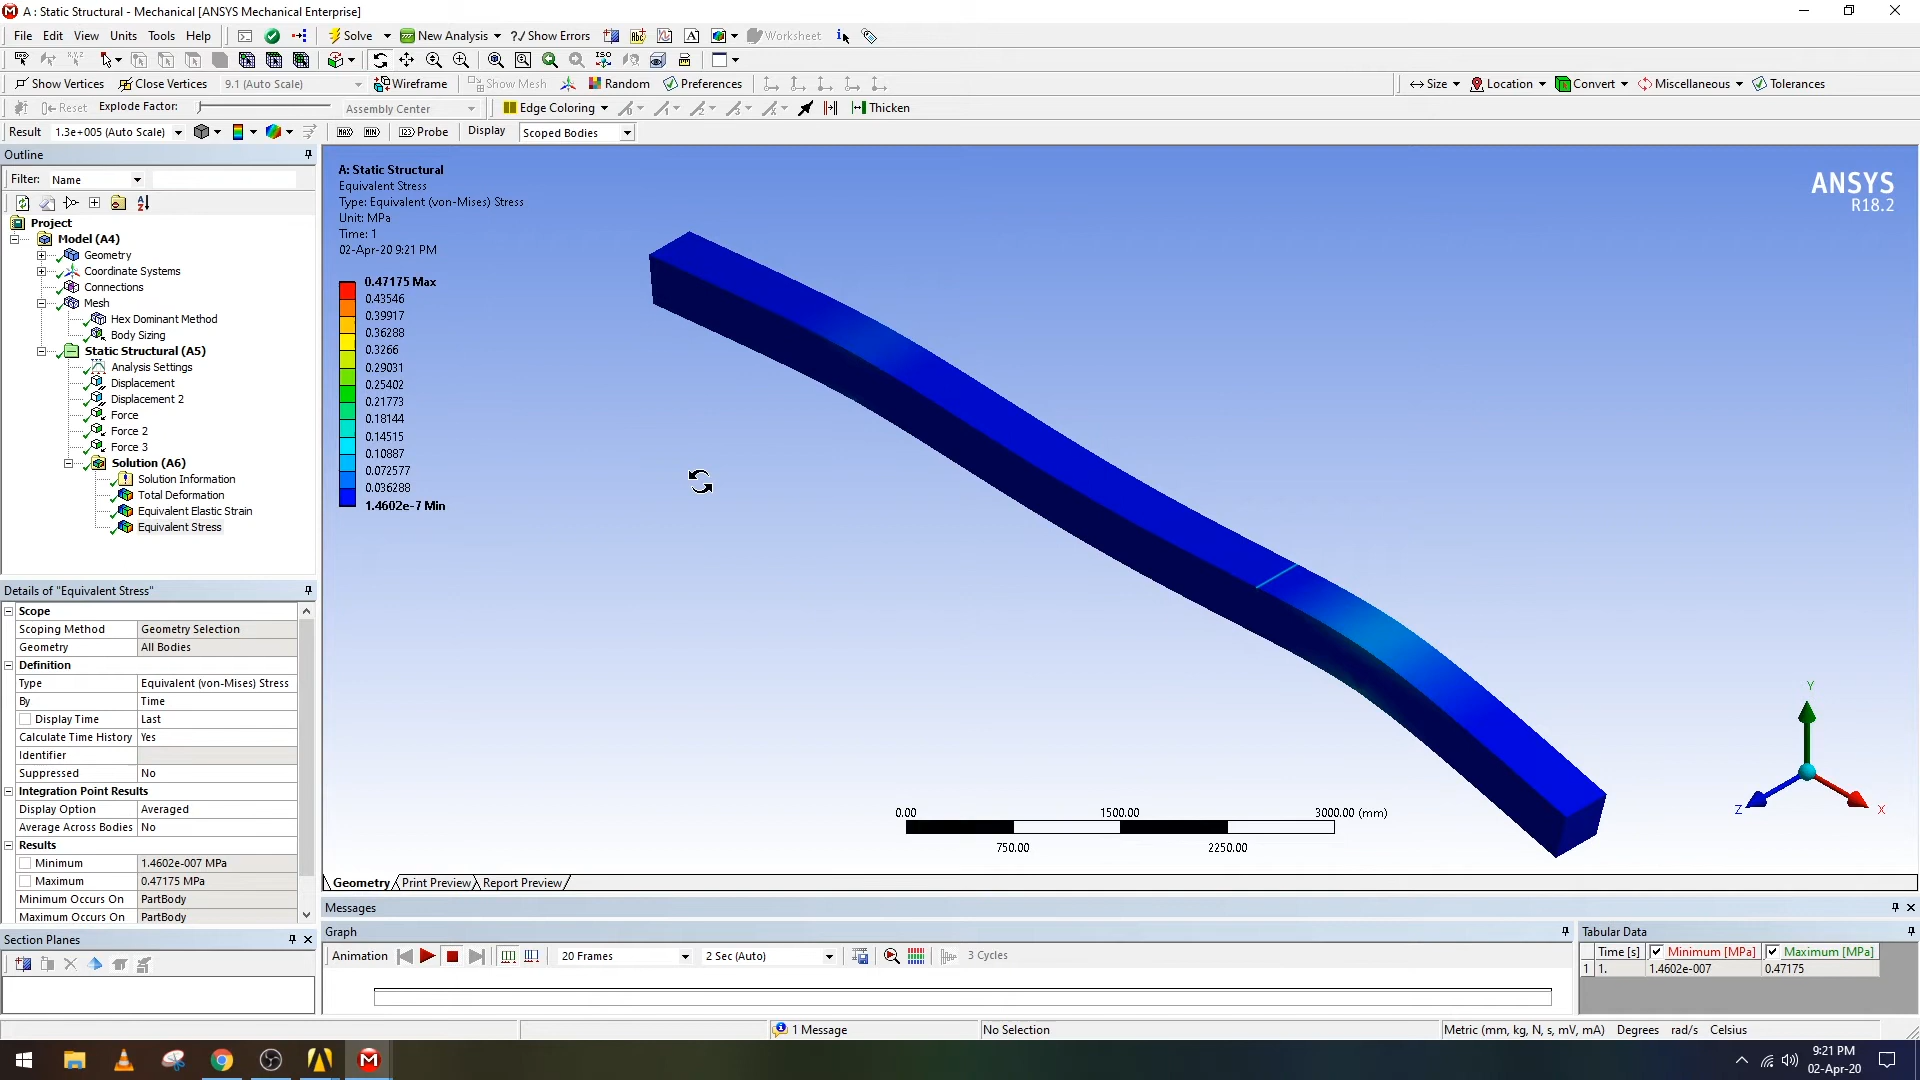 A : Static Structural - Mechanical [ANSYS Mechanical Enterprise]
File Edit View Units Tools Help Solve New Analysis Show Errors Worksheet
Show Vertices Close Vertices 9.1 (Auto Scale) Wireframe Show Mesh Random Preferences Size Location Convert Miscellaneous Tolerances
Reset Explode Factor: Assembly Center Edge Coloring Thicken
Result 1.3e+005 (Auto Scale) MAX MIN Probe Display Scoped Bodies
Outline
Filter: Name
Project
Model (A4)
Geometry
Coordinate Systems
Connections
Mesh
Hex Dominant Method
Body Sizing
Static Structural (A5)
Analysis Settings
Displacement
Displacement 2
Force
Force 2
Force 3
Solution (A6)
Solution Information
Total Deformation
Equivalent Elastic Strain
Equivalent Stress
Details of "Equivalent Stress"
Scope
Scoping Method Geometry Selection
Geometry All Bodies
Definition
Type Equivalent (von-Mises) Stress
By Time
Display Time Last
Calculate Time History Yes
Identifier
Suppressed No
Integration Point Results
Display Option Averaged
Average Across Bodies No
Results
Minimum 1.4602e-007 MPa
Maximum 0.47175 MPa
Minimum Occurs On PartBody
Maximum Occurs On PartBody
Section Planes
A: Static Structural
Equivalent Stress
Type: Equivalent (von-Mises) Stress
Unit: MPa
Time: 1
02-Apr-20 9:21 PM
0.47175 Max
0.43546
0.39917
0.36288
0.3266
0.29031
0.25402
0.21773
0.18144
0.14515
0.10887
0.072577
0.036288
1.4602e-7 Min
ANSYS
R18.2
Y
Z
X
0.00 1500.00 3000.00 (mm)
750.00 2250.00
Geometry Print Preview Report Preview
Messages
Graph
Animation 20 Frames 2 Sec (Auto) 3 Cycles
Tabular Data
Time [s] Minimum [MPa] Maximum [MPa]
1 1. 1.4602e-007 0.47175
1 Message No Selection Metric (mm, kg, N, s, mV, mA) Degrees rad/s Celsius
9:21 PM
02-Apr-20